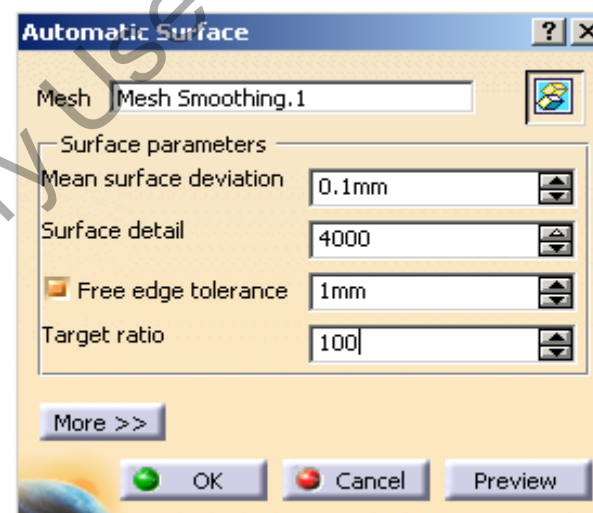 Automatic Surface
Mesh Mesh Smoothing.1
Surface parameters
Mean surface deviation 0.1mm
Surface detail 4000
Free edge tolerance 1mm
Target ratio 100
More >>
OK Cancel Preview